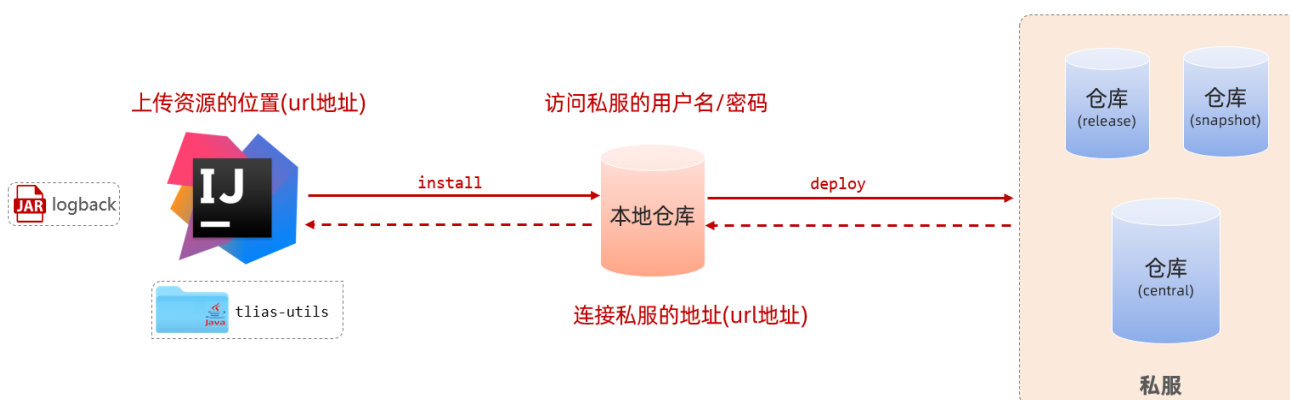 上传资源的位置(url地址)
访问私服的用户名/密码
仓库
(release)
仓库
(snapshot)
JAR
logback
IJ
install
本地仓库
deploy
Java
tlias-utils
连接私服的地址(url地址)
仓库
(central)
私服